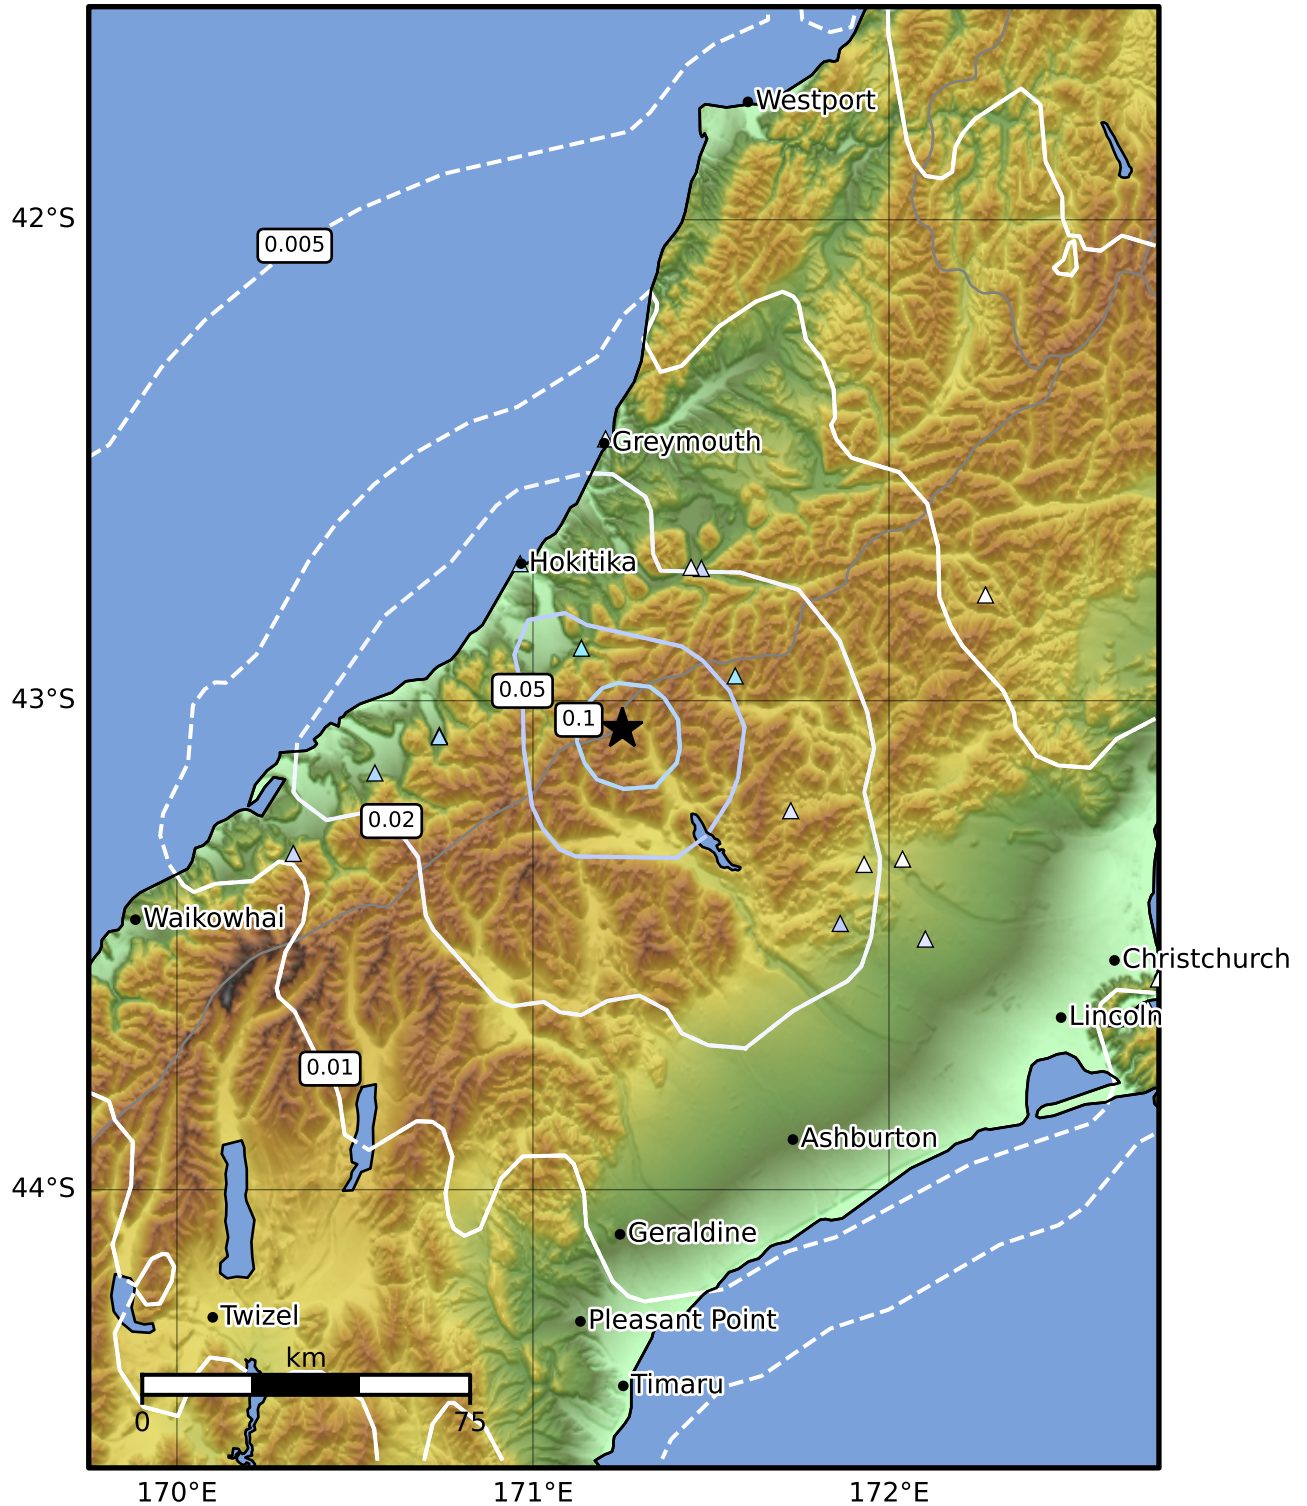 Westport
42°S
0.005
Greymouth
Hokitika
0.05
43°S
0.1
0.02
Waikowhai
Christchurch
Lincoln
0.01
Ashburton
44°S
Geraldine
Twizel
Pleasant Point
km
Timaru
0
75
170°E
171°E
172°E